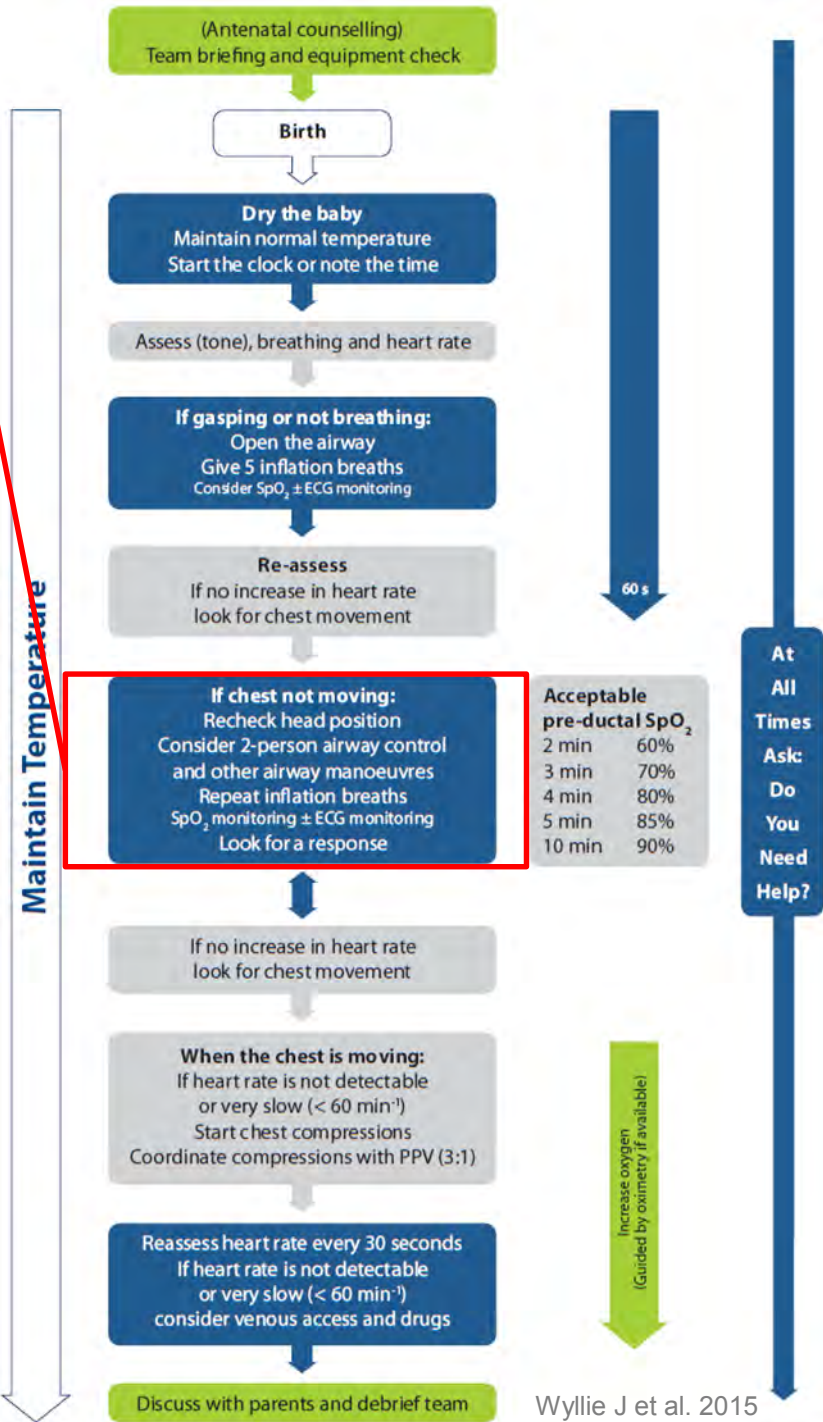 (Antenatal counselling)
Team briefing and equipment check
Birth
Dry the baby
Maintain normal temperature
Start the clock or note the time
Assess (tone), breathing and heart rate
If gasping or not breathing:
Open the airway
Give 5 inflation breaths
Consider SpO₂ ± ECG monitoring
Re-assess
If no increase in heart rate
look for chest movement
60 s
If chest not moving:
Recheck head position
Consider 2-person airway control
and other airway manoeuvres
Repeat inflation breaths
SpO₂ monitoring ± ECG monitoring
Look for a response
Acceptable
pre-ductal SpO₂
2 min 60%
3 min 70%
4 min 80%
5 min 85%
10 min 90%
At
All
Times
Ask:
Do
You
Need
Help?
Maintain Temperature
If no increase in heart rate
look for chest movement
When the chest is moving:
If heart rate is not detectable
or very slow (< 60 min⁻¹)
Start chest compressions
Coordinate compressions with PPV (3:1)
Increase oxygen
(Guided by oximetry if available)
Reassess heart rate every 30 seconds
If heart rate is not detectable
or very slow (< 60 min⁻¹)
consider venous access and drugs
Discuss with parents and debrief team
Wyllie J et al. 2015